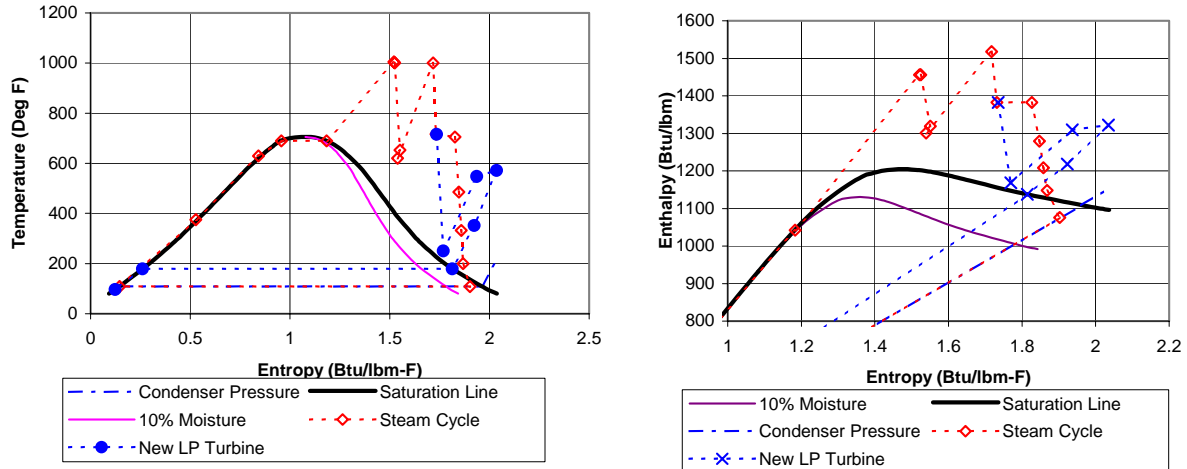 1200
1000
800
600
400
200
0
Temperature (Deg F)
0 0.5 1 1.5 2 2.5
Entropy (Btu/lbm-F)
Condenser Pressure Saturation Line
10% Moisture Steam Cycle
New LP Turbine
1600
1500
1400
1300
1200
1100
1000
900
800
Enthalpy (Btu/lbm)
1 1.2 1.4 1.6 1.8 2 2.2
Entropy (Btu/lbm-F)
10% Moisture Saturation Line
Condenser Pressure Steam Cycle
New LP Turbine